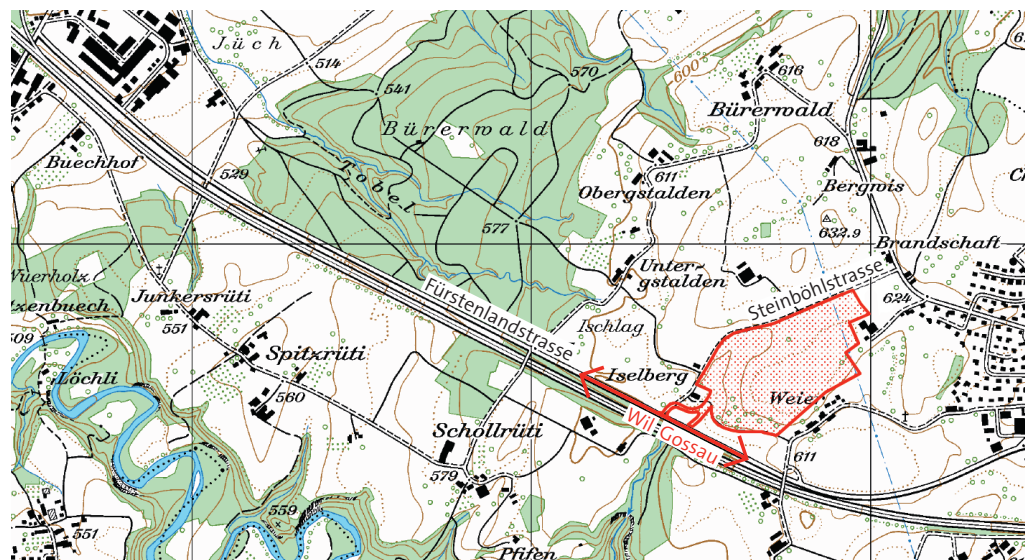 Jüch
514
541
570
600
616
Bürerwald
Bürerwald
618
Buechhof
Tobel
611
Obergstalden
Bergwis
529
577
632.9
Brandschaft
Wuerholz
Unter-
gstalden
Steinböhlstrasse
624
Junkersrüti
551
Fürstenlandstrasse
Ischlag
509
Spitzrüti
Löchli
560
Iselberg
Weier
Schollrüti
Wil
Gossau
611
579
559
551
Pfifen